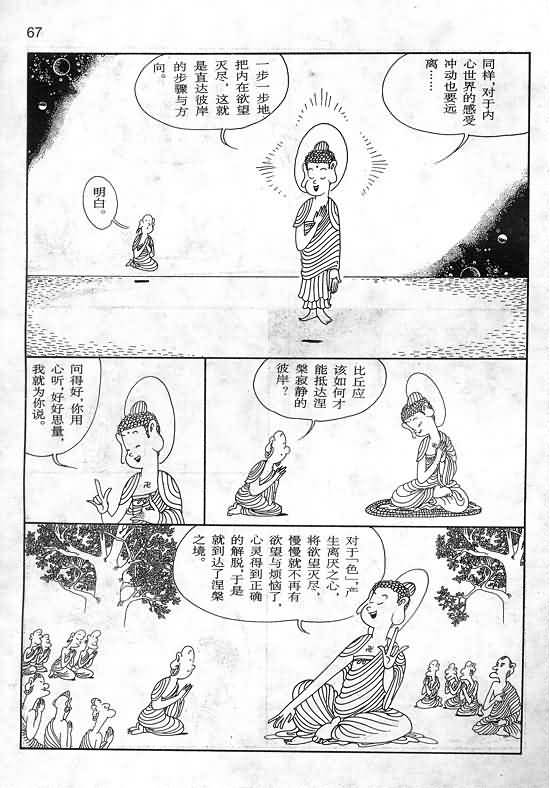 67
同样，对于内
心世界的感受
冲动也要远
离……
一步一步地
把内在欲望
灭尽，这就
是直达彼岸
的步骤与方
向。
明白。
比丘应
该如何才
能抵达涅
槃寂静的
彼岸？
问得好，你用
心听，好好思量，
我就为你说。
对于「色」，产
生离厌之心，
将欲望灭尽，
慢慢就不再有
欲望与烦恼了，
心灵得到正确
的解脱，于是
就到达了涅槃
之境。